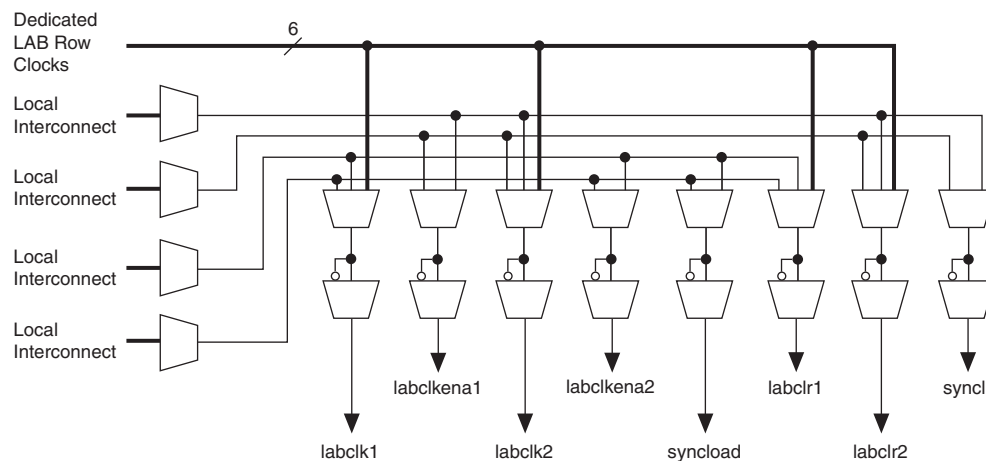 Dedicated
LAB Row
Clocks
6
Local
Interconnect
Local
Interconnect
Local
Interconnect
Local
Interconnect
labclkena1
labclkena2
labclr1
syncl
labclk1
labclk2
syncload
labclr2